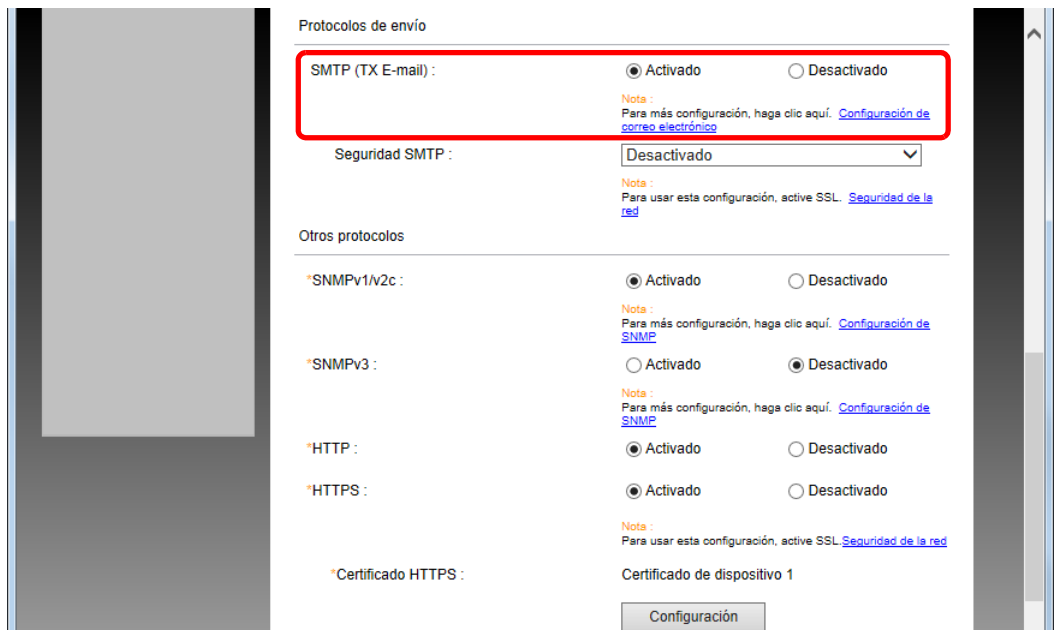 Protocolos de envío
SMTP (TX E-mail) :
Activado
Desactivado
Nota :
Para más configuración, haga clic aquí. Configuración de
correo electrónico
Seguridad SMTP :
Desactivado
Nota :
Para usar esta configuración, active SSL. Seguridad de la
red
Otros protocolos
*SNMPv1/v2c :
Activado
Desactivado
Nota :
Para más configuración, haga clic aquí. Configuración de
SNMP
*SNMPv3 :
Activado
Desactivado
Nota :
Para más configuración, haga clic aquí. Configuración de
SNMP
*HTTP :
Activado
Desactivado
*HTTPS :
Activado
Desactivado
Nota :
Para usar esta configuración, active SSL.Seguridad de la red
*Certificado HTTPS :
Certificado de dispositivo 1
Configuración